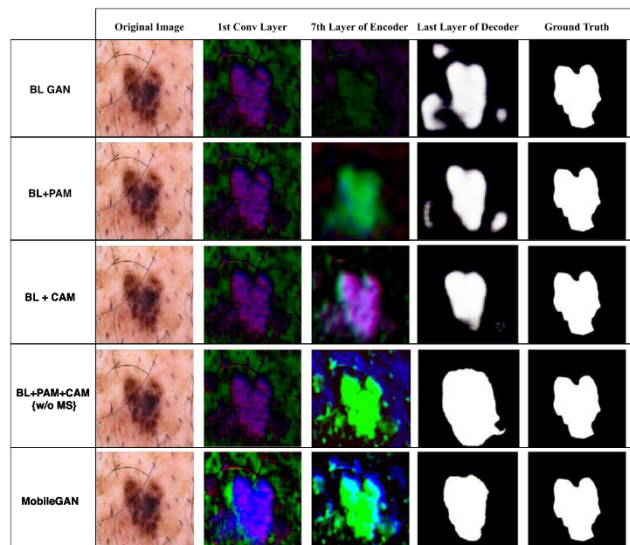 Original Image 1st Conv Layer 7th Layer of Encoder Last Layer of Decoder Ground Truth
BL GAN
BL+PAM
BL + CAM
BL+PAM+CAM
{w/o MS}
MobileGAN